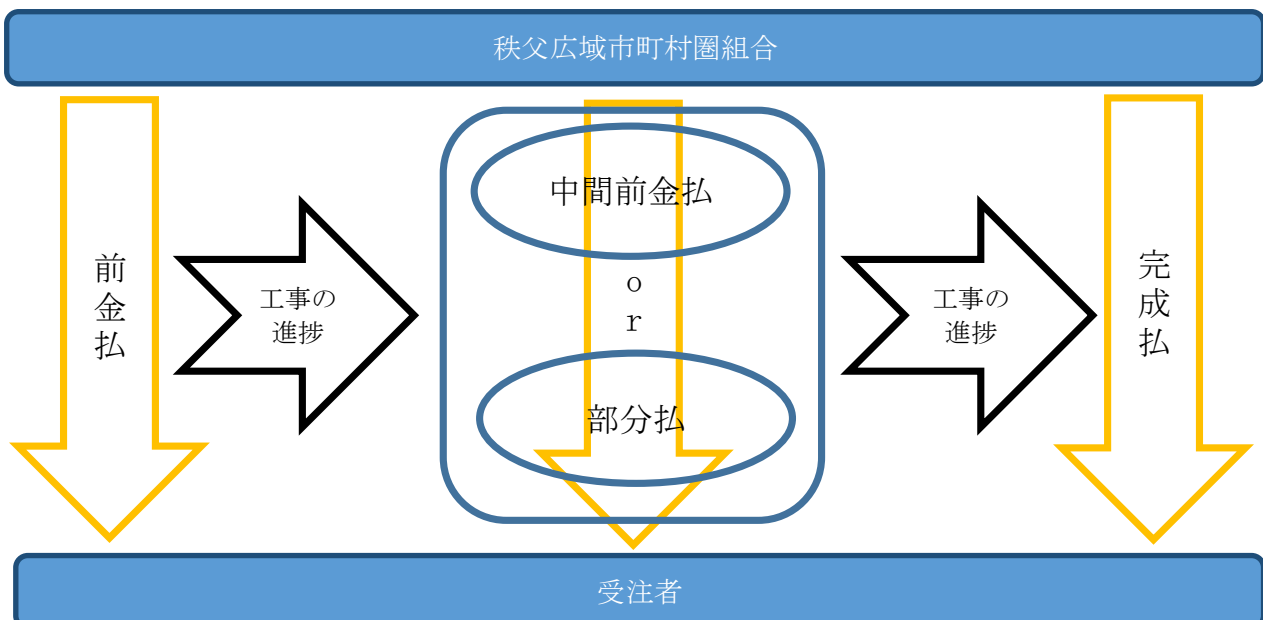 秩父広域市町村圏組合
前金払
工事の
進捗
中間前金払
or
部分払
工事の
進捗
完成払
受注者